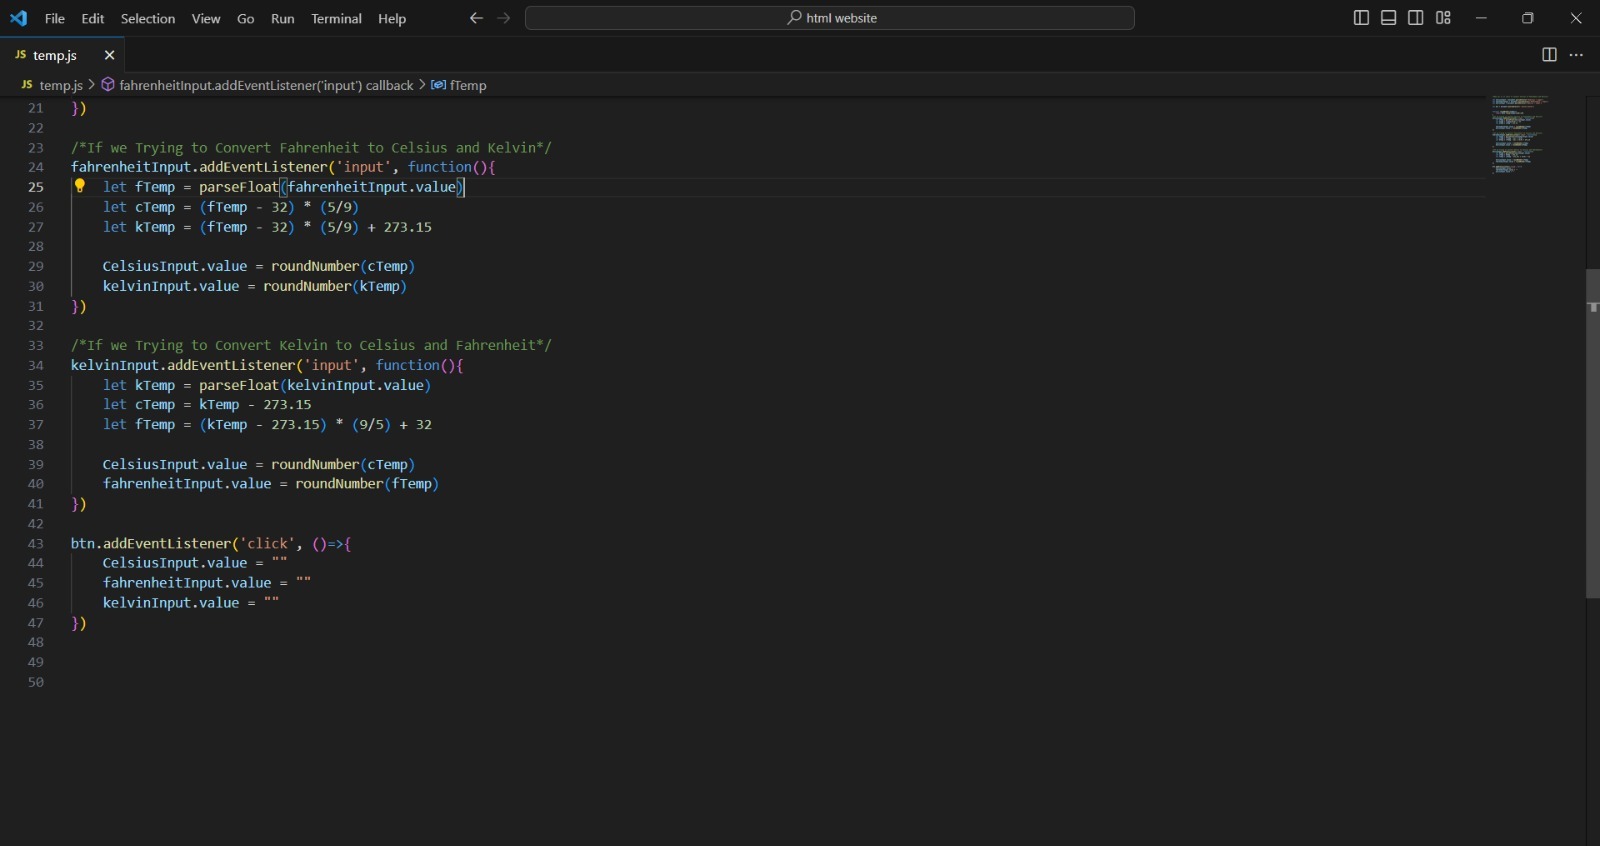 File Edit Selection View Go Run Terminal Help html website
JS temp.js
JS temp.js > fahrenheitInput.addEventListener('input') callback > fTemp
21 })
22
23 /*If we Trying to Convert Fahrenheit to Celsius and Kelvin*/
24 fahrenheitInput.addEventListener('input', function(){
25 let fTemp = parseFloat(fahrenheitInput.value)
26 let cTemp = (fTemp - 32) * (5/9)
27 let kTemp = (fTemp - 32) * (5/9) + 273.15
28
29 CelsiusInput.value = roundNumber(cTemp)
30 kelvinInput.value = roundNumber(kTemp)
31 })
32
33 /*If we Trying to Convert Kelvin to Celsius and Fahrenheit*/
34 kelvinInput.addEventListener('input', function(){
35 let kTemp = parseFloat(kelvinInput.value)
36 let cTemp = kTemp - 273.15
37 let fTemp = (kTemp - 273.15) * (9/5) + 32
38
39 CelsiusInput.value = roundNumber(cTemp)
40 fahrenheitInput.value = roundNumber(fTemp)
41 })
42
43 btn.addEventListener('click', ()=>{
44 CelsiusInput.value = ""
45 fahrenheitInput.value = ""
46 kelvinInput.value = ""
47 })
48
49
50